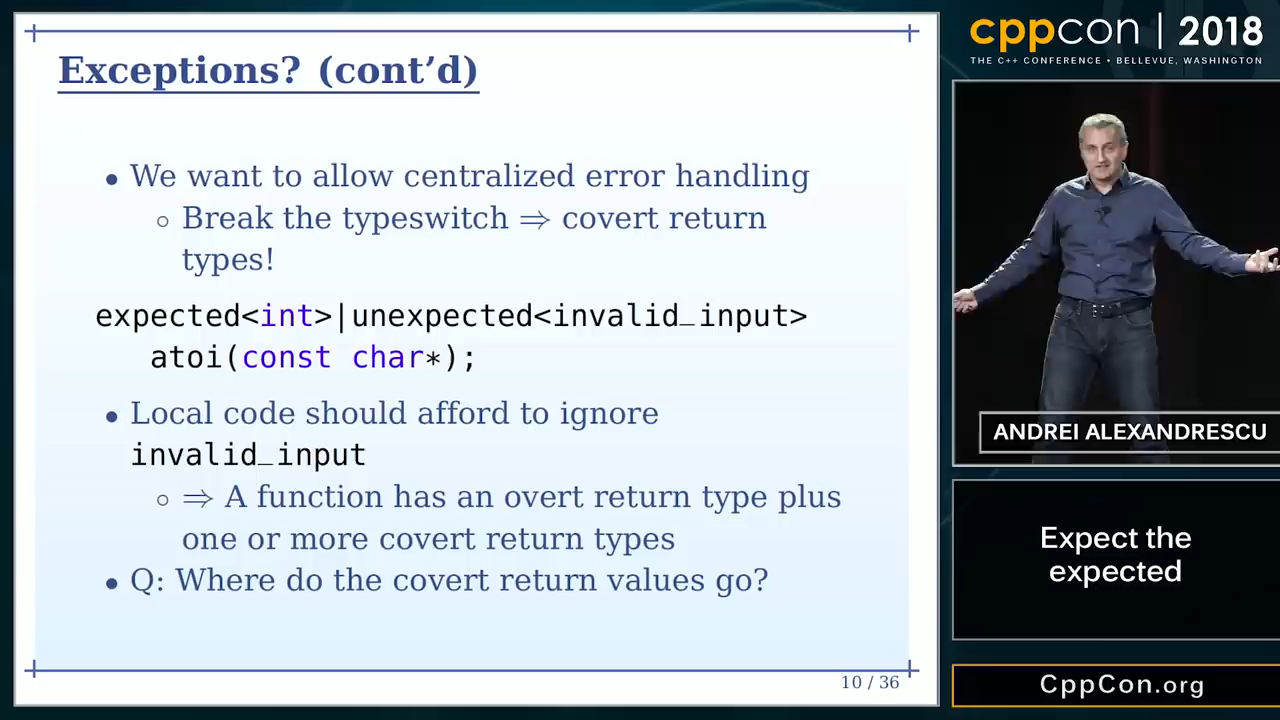 Exceptions? (cont’d)
• We want to allow centralized error handling
◦ Break the typeswitch ⇒ covert return
types!
expected<int>|unexpected<invalid_input>
atoi(const char*);
• Local code should afford to ignore
invalid_input
◦ ⇒ A function has an overt return type plus
one or more covert return types
• Q: Where do the covert return values go?
10 / 36
cppcon | 2018
THE C++ CONFERENCE • BELLEVUE, WASHINGTON
ANDREI ALEXANDRESCU
Expect the
expected
CppCon.org